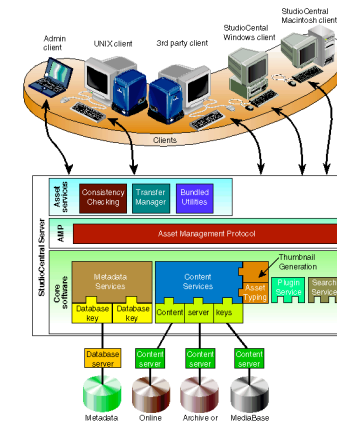 StudioCental
Windows client
StudioCentral
Macintosh client
Admin
client
UNIX client
3rd party client
Clients
StudioCentral Server
Asset
services
Consistency
Checking
Transfer
Manager
Bundled
Utilities
AMP
Asset Management Protocol
Core
software
Metadata
Services
Content
Services
Thumbnail
Generation
Asset
Typing
Plugin
Service
Search
Service
Database
key
Database
key
Content
server
keys
Database
server
Content
server
Content
server
Content
server
Metadata
Online
Archive or
MediaBase